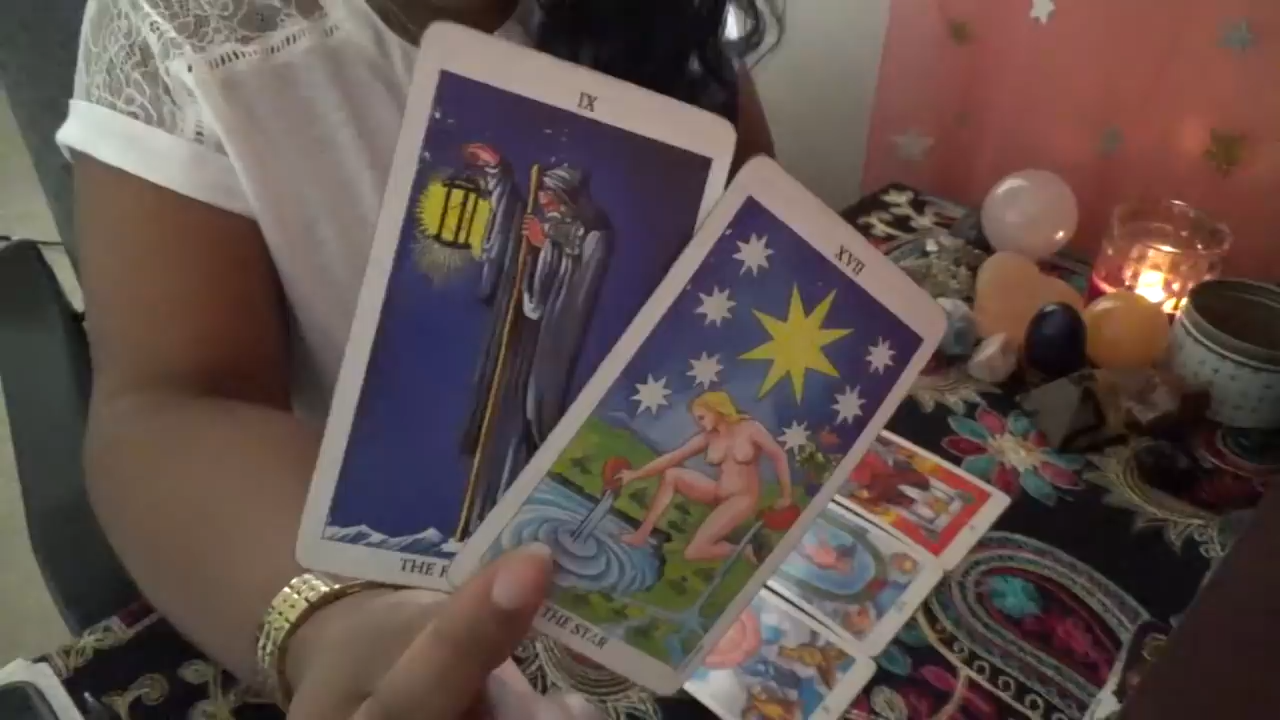 IX
THE
XVII
THE STAR